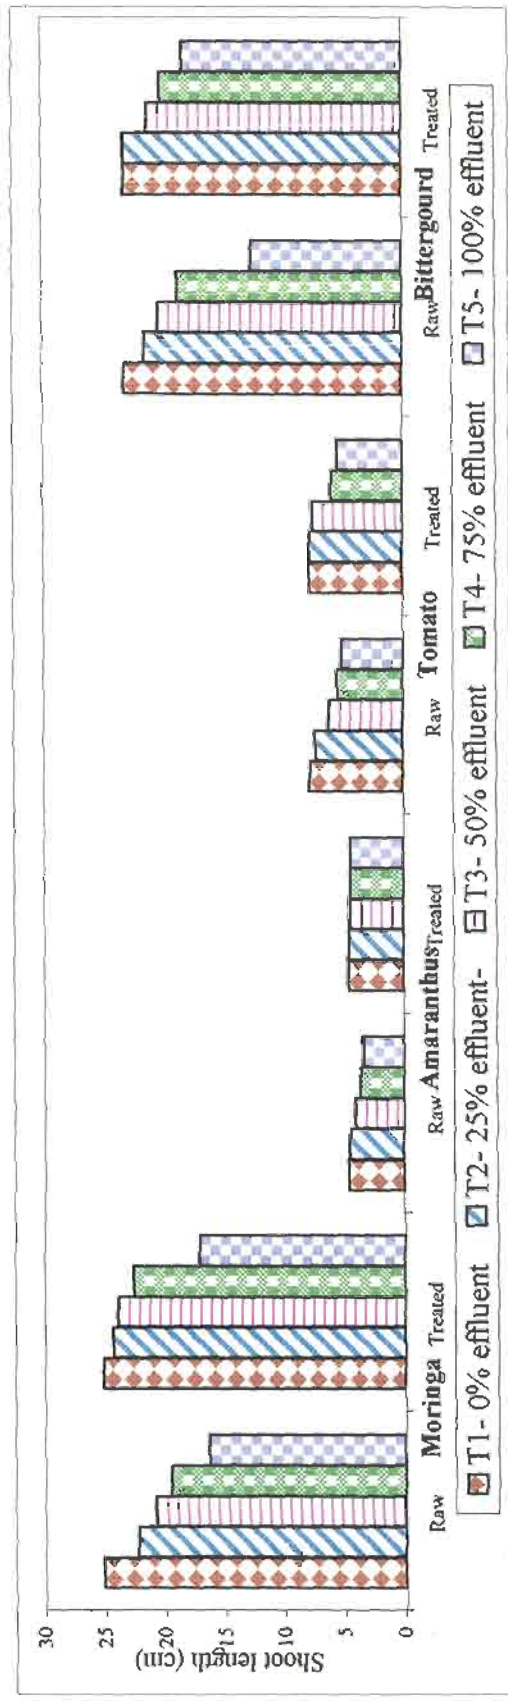 Shoot length (cm)
30
25
20
15
10
5
0
Raw Moringa Treated
Raw Amaranthus Treated
Raw Tomato Treated
Raw Bittergourd Treated
T1- 0% effluent T2- 25% effluent- T3- 50% effluent T4- 75% effluent T5- 100% effluent